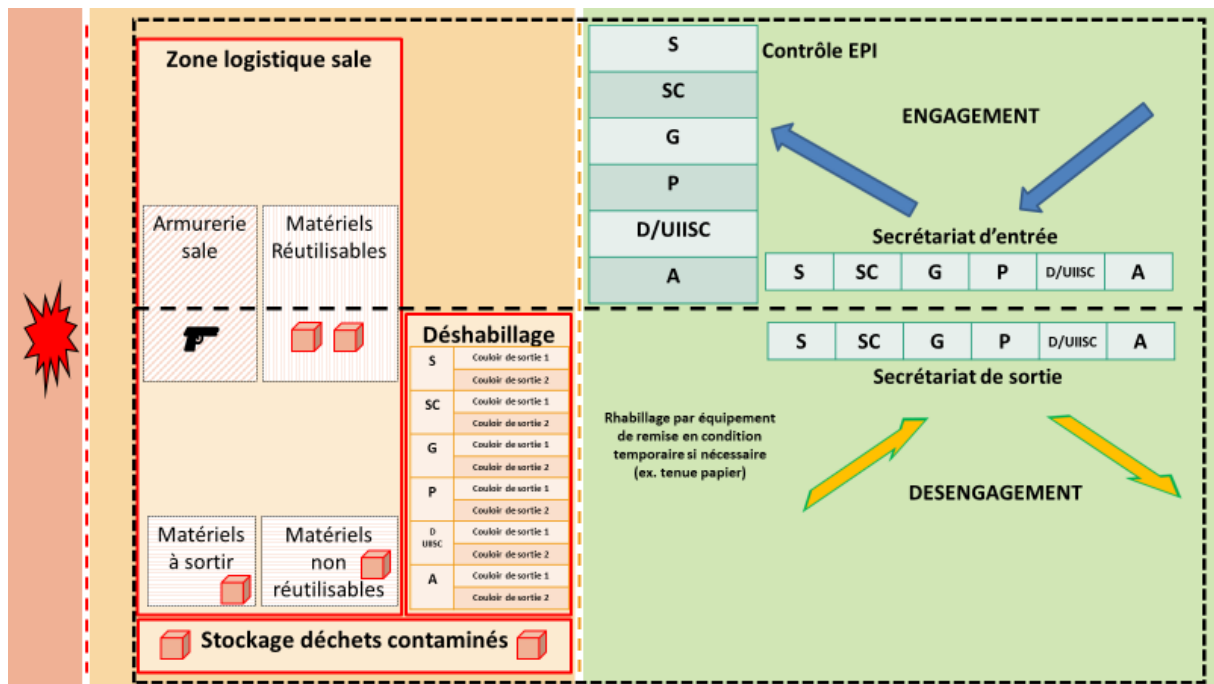 Zone logistique sale
Armurerie
sale
Matériels
Réutilisables
Matériels
à sortir
Matériels
non
réutilisables
Déshabillage
S
Couloir de sortie 1
Couloir de sortie 2
SC
Couloir de sortie 1
Couloir de sortie 2
G
Couloir de sortie 1
Couloir de sortie 2
P
Couloir de sortie 1
Couloir de sortie 2
D
UIISC
Couloir de sortie 1
Couloir de sortie 2
A
Couloir de sortie 1
Couloir de sortie 2
Stockage déchets contaminés
S
SC
G
P
D/UIISC
A
Contrôle EPI
ENGAGEMENT
Secrétariat d'entrée
S SC G P D/UIISC A
S SC G P D/UIISC A
Secrétariat de sortie
Rhabillage par équipement
de remise en condition
temporaire si nécessaire
(ex. tenue papier)
DESENGAGEMENT